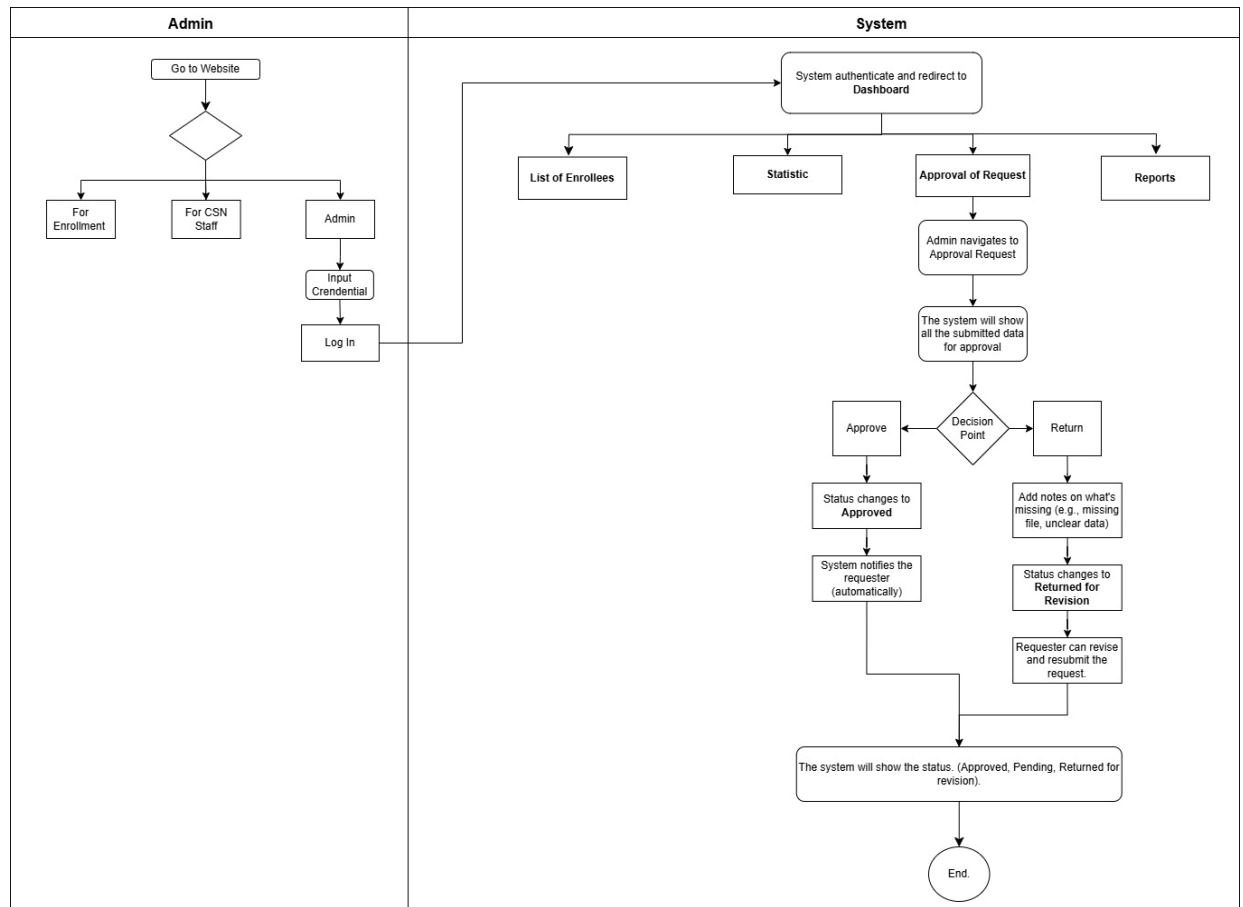 Admin
System
Go to Website
System authenticate and redirect to
Dashboard
List of Enrollees
Statistic
Approval of Request
Reports
For
Enrollment
For CSN
Staff
Admin
Admin navigates to
Approval Request
Input
Crendential
Log In
The system will show
all the submitted data
for approval
Approve
Decision
Point
Return
Status changes to
Approved
Add notes on what's
missing (e.g., missing
file, unclear data)
System notifies the
requester
(automatically)
Status changes to
Returned for
Revision
Requester can revise
and resubmit the
request.
The system will show the status. (Approved, Pending, Returned for
revision).
End.